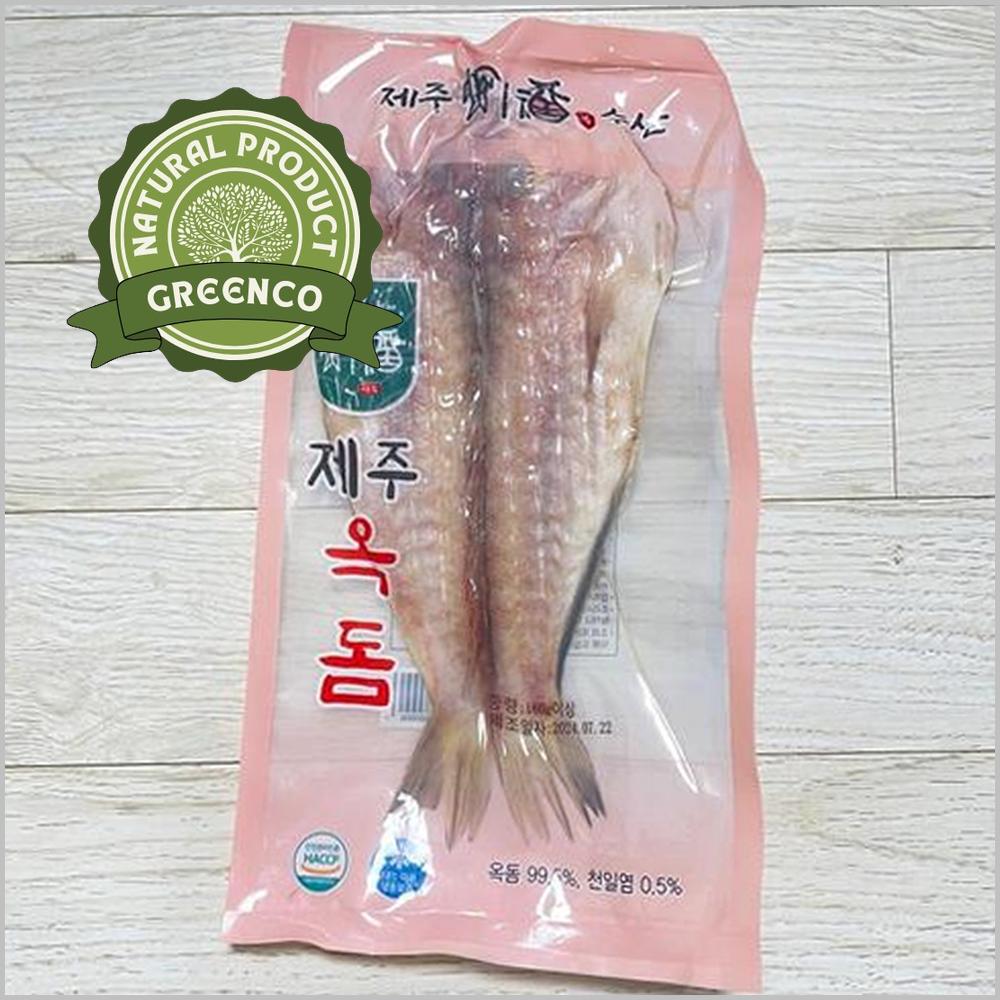 제주 수산
NATURAL PRODUCT
GREENCO
제주
옥
돔
제조일자:2024.07.22
HACCP
옥돔 99.5%, 천일염 0.5%